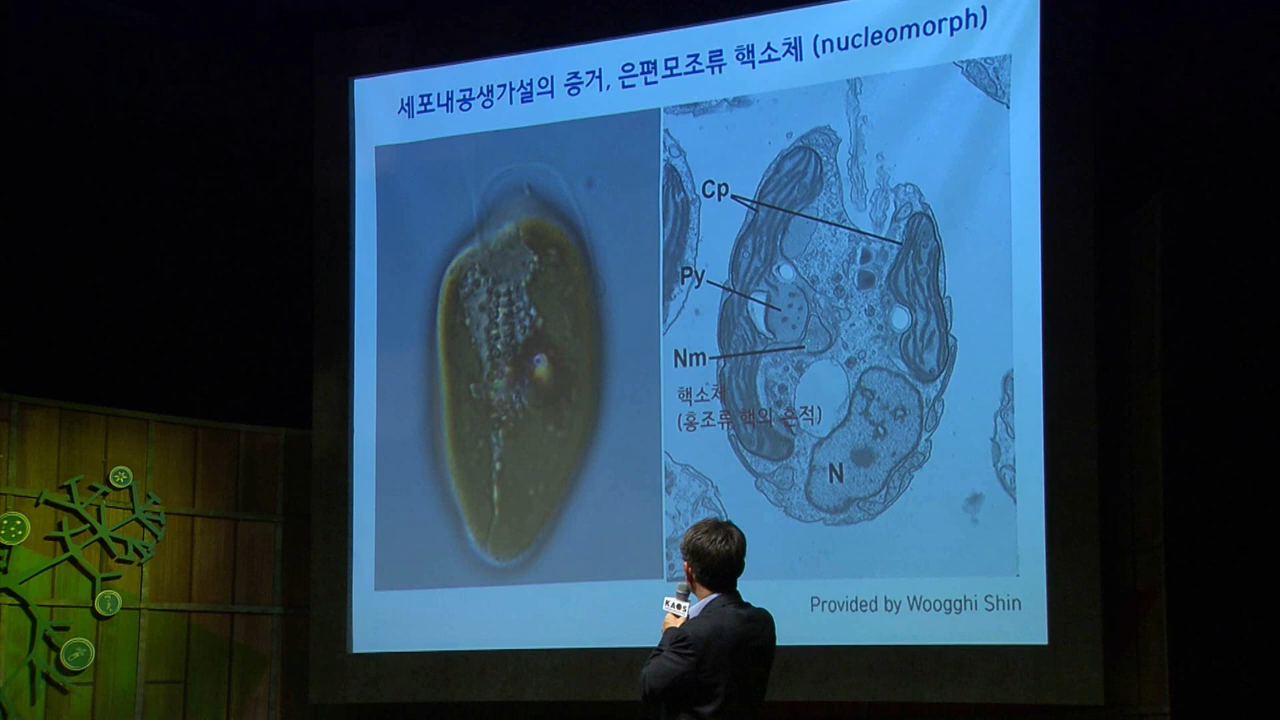 세포내공생가설의 증거, 은편모조류 핵소체 (nucleomorph)
Cp
Py
Nm
핵소체
(홍조류 핵의 흔적)
N
Provided by Woogghi Shin
KAOS